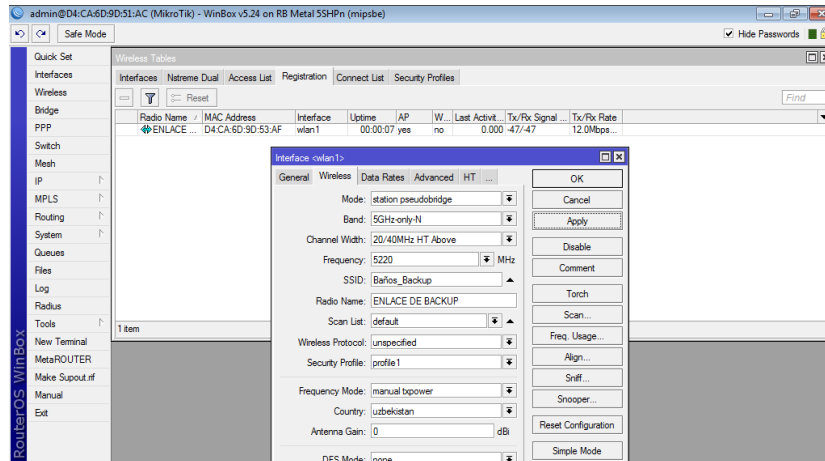 admin@D4:CA:6D:9D:51:AC (MikroTik) - WinBox v5.24 on RB Metal 5SHPn (mipsbe)
Safe Mode
Hide Passwords
Quick Set
Interfaces
Wireless
Bridge
PPP
Switch
Mesh
IP
MPLS
Routing
System
Queues
Files
Log
Radius
Tools
New Terminal
MetaROUTER
Make Supout.rif
Manual
Exit
RouterOS WinBox
Wireless Tables
Interfaces Nstreme Dual Access List Registration Connect List Security Profiles
Reset
Find
Radio Name MAC Address Interface Uptime AP W... Last Activit... Tx/Rx Signal ... Tx/Rx Rate
ENLACE ... D4:CA:6D:9D:53:AF wlan1 00:00:07 yes no 0.000 -47/-47 12.0Mbps...
1 item
Interface <wlan1>
General Wireless Data Rates Advanced HT ...
Mode: station pseudobridge
Band: 5GHz-only-N
Channel Width: 20/40MHz HT Above
Frequency: 5220 MHz
SSID: Baños_Backup
Radio Name: ENLACE DE BACKUP
Scan List: default
Wireless Protocol: unspecified
Security Profile: profile1
Frequency Mode: manual txpower
Country: uzbekistan
Antenna Gain: 0 dBi
DFS Mode: none
OK
Cancel
Apply
Disable
Comment
Torch
Scan...
Freq. Usage...
Align...
Sniff...
Snooper...
Reset Configuration
Simple Mode